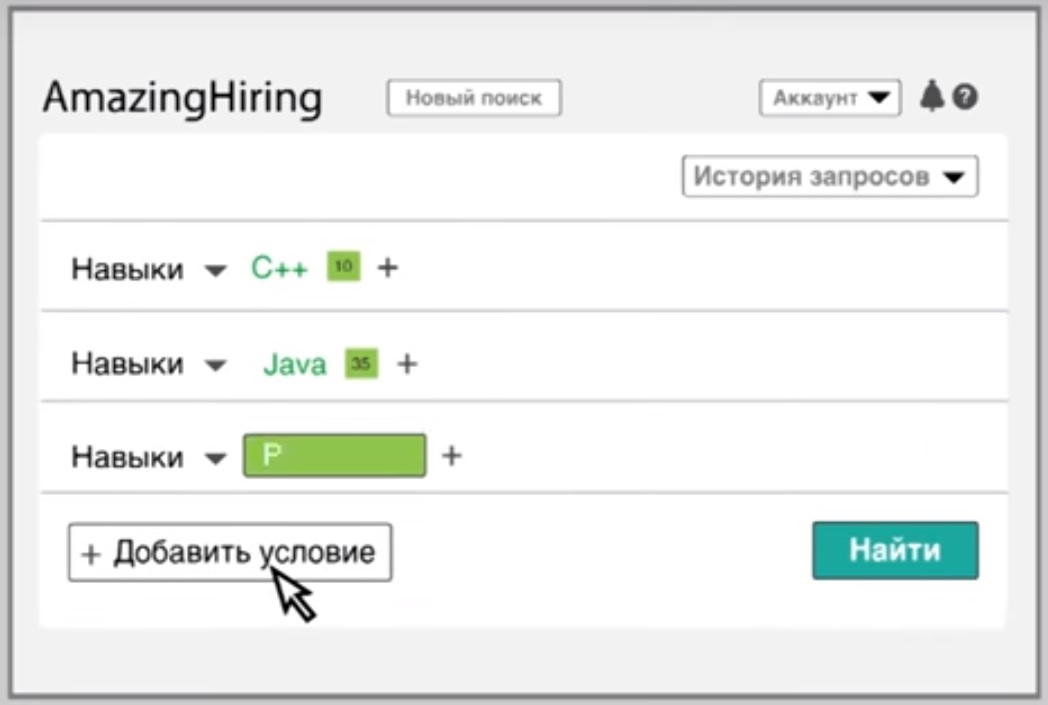 AmazingHiring Новый поиск Аккаунт ?
История запросов
Навыки C++ 10 +
Навыки Java 35 +
Навыки P +
+ Добавить условие Найти